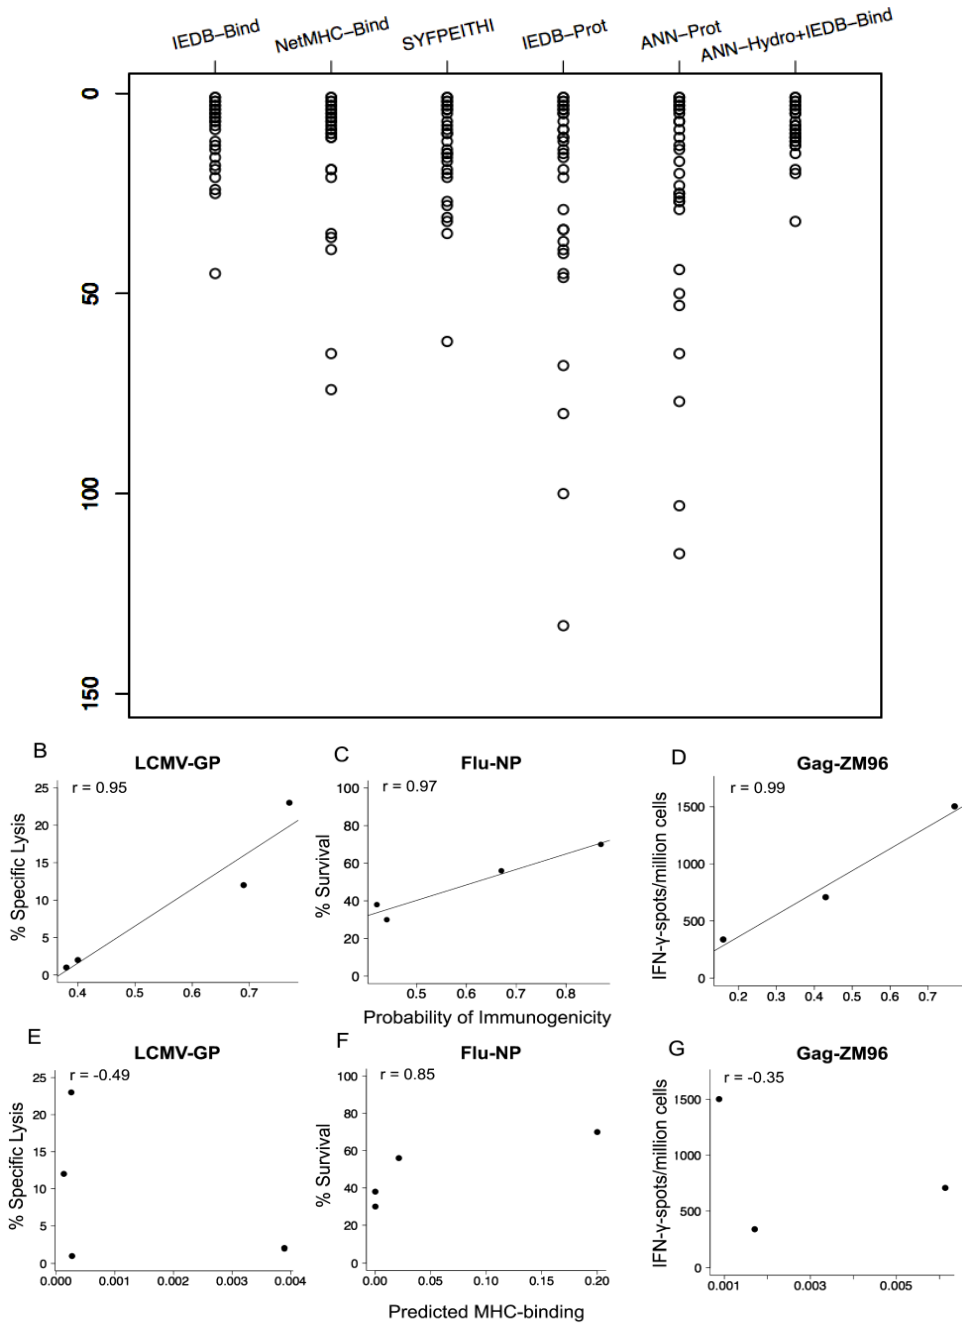 IEDB–Bind NetMHC–Bind SYFPEITHI IEDB–Prot ANN–Prot ANN–Hydro+IEDB–Bind
0
50
100
150
B LCMV-GP
r = 0.95
% Specific Lysis
25
20
15
10
5
0
0.4 0.5 0.6 0.7
C Flu-NP
r = 0.97
% Survival
100
80
60
40
20
0
0.5 0.6 0.7 0.8
D Gag-ZM96
r = 0.99
IFN-γ-spots/million cells
1500
1000
500
0
0.2 0.3 0.4 0.5 0.6 0.7
Probability of Immunogenicity
E LCMV-GP
r = -0.49
% Specific Lysis
25
20
15
10
5
0
0.000 0.001 0.002 0.003 0.004
F Flu-NP
r = 0.85
% Survival
100
80
60
40
20
0
0.00 0.05 0.10 0.15 0.20
G Gag-ZM96
r = -0.35
IFN-γ-spots/million cells
1500
1000
500
0
0.001 0.003 0.005
Predicted MHC-binding